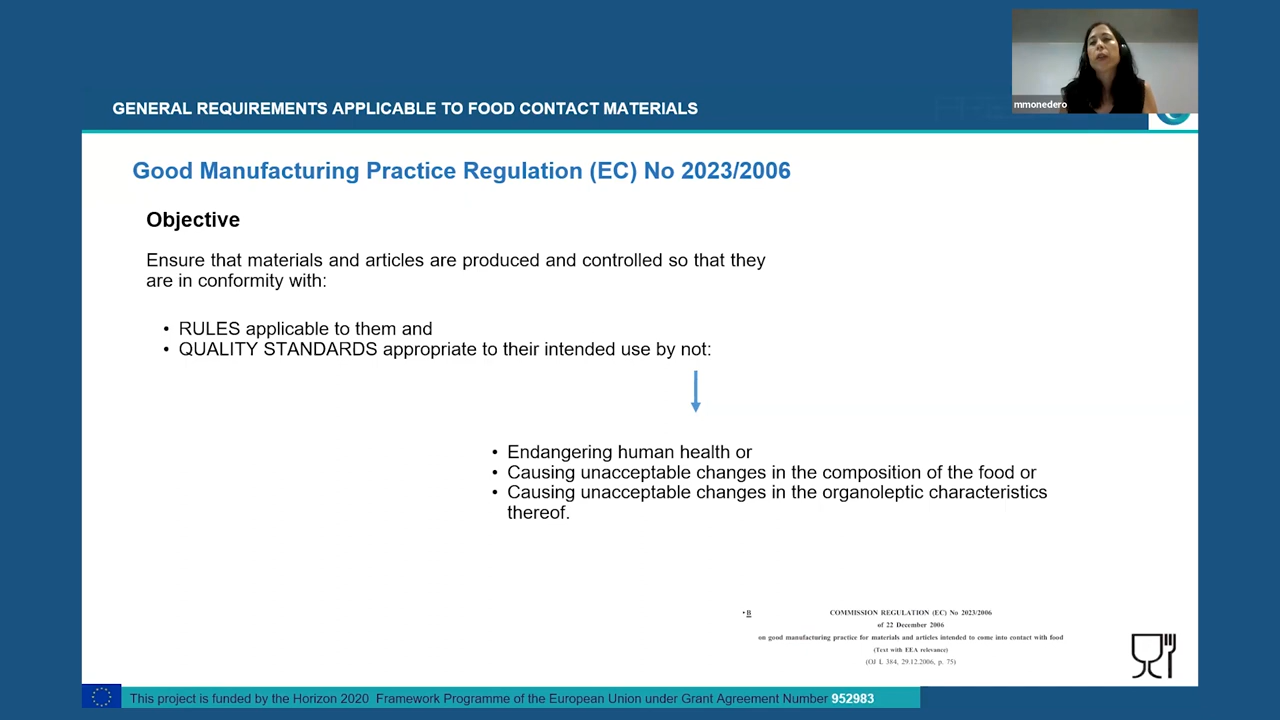 mmonedero
GENERAL REQUIREMENTS APPLICABLE TO FOOD CONTACT MATERIALS
Good Manufacturing Practice Regulation (EC) No 2023/2006
Objective
Ensure that materials and articles are produced and controlled so that they
are in conformity with:
• RULES applicable to them and
• QUALITY STANDARDS appropriate to their intended use by not:
• Endangering human health or
• Causing unacceptable changes in the composition of the food or
• Causing unacceptable changes in the organoleptic characteristics
thereof.
‣B
COMMISSION REGULATION (EC) No 2023/2006
of 22 December 2006
on good manufacturing practice for materials and articles intended to come into contact with food
(Text with EEA relevance)
(OJ L 384, 29.12.2006, p. 75)
This project is funded by the Horizon 2020 Framework Programme of the European Union under Grant Agreement Number 952983